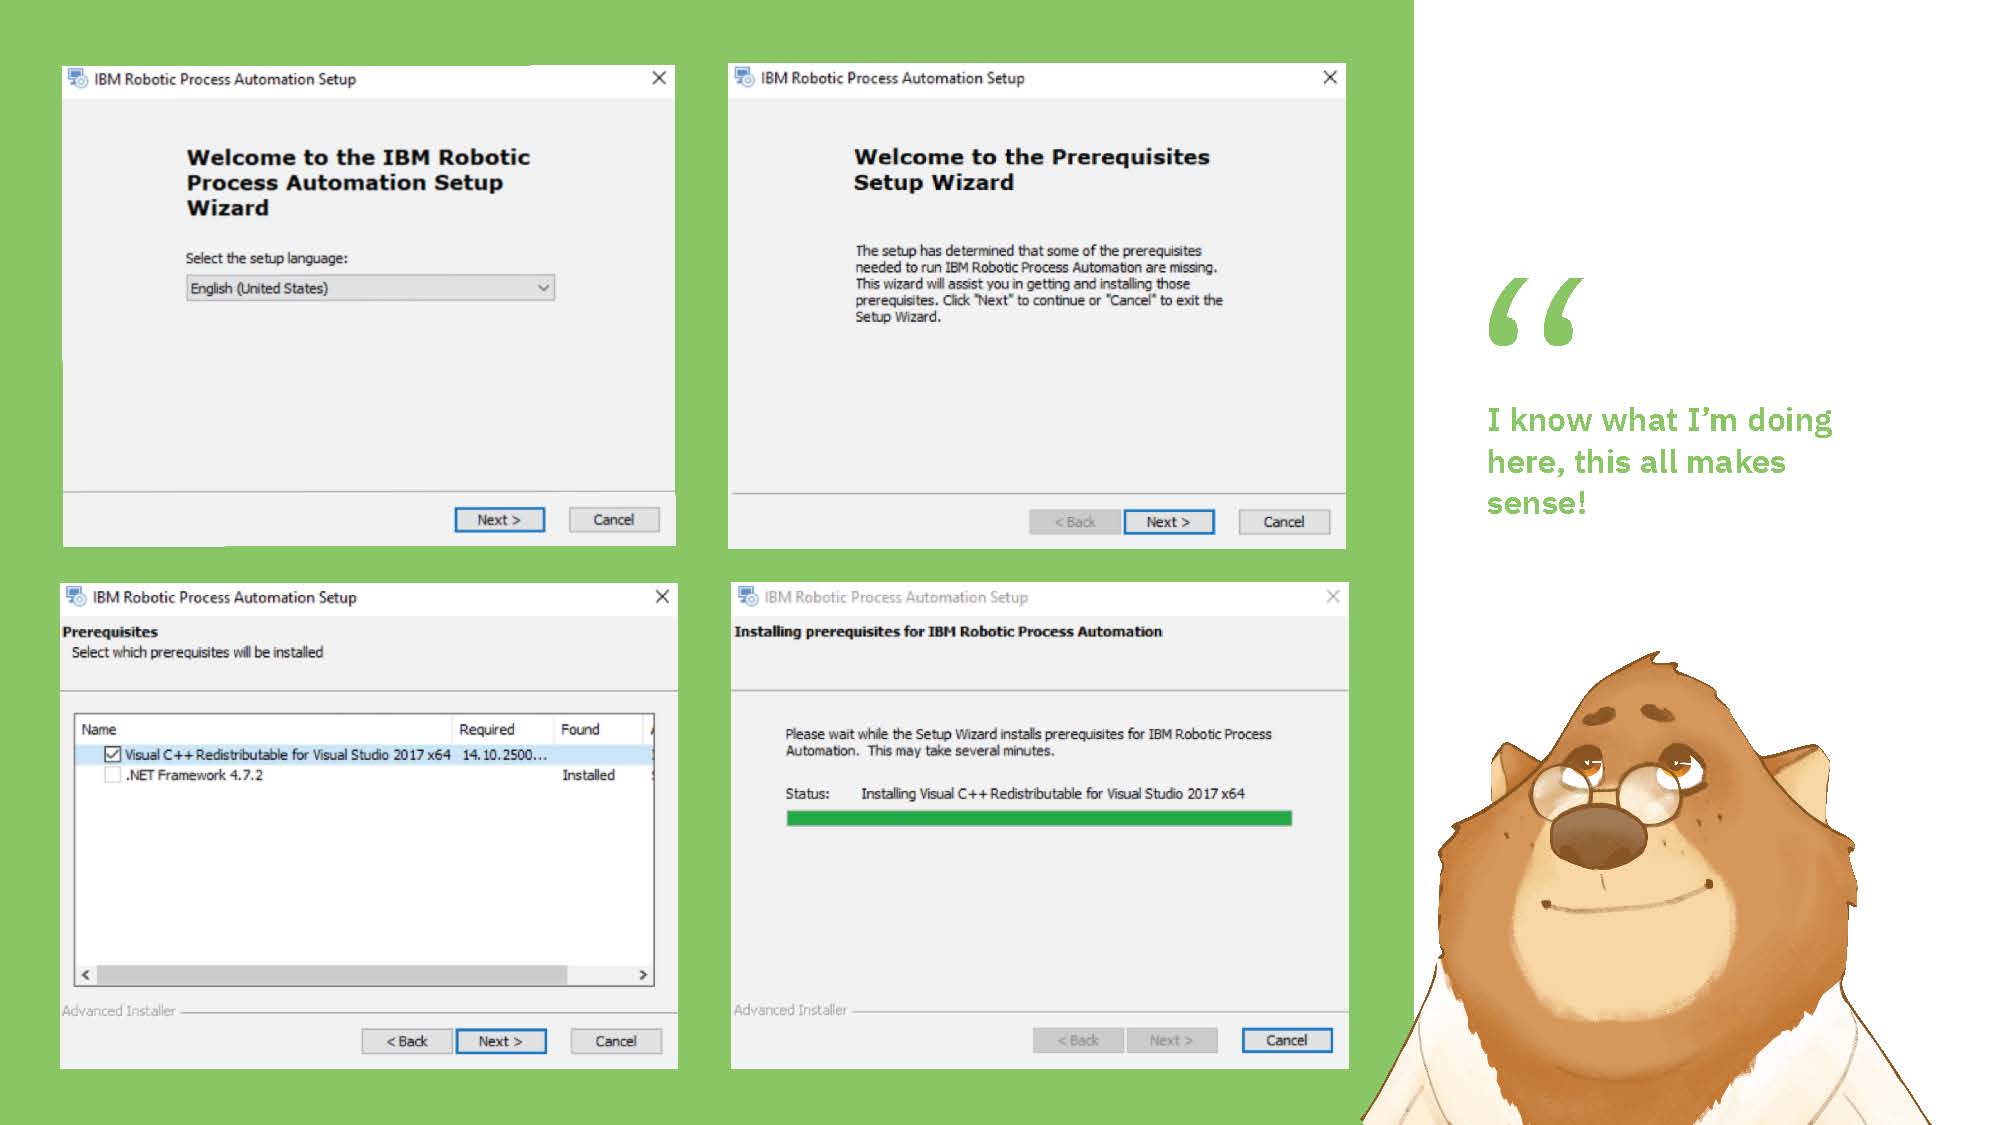 IBM Robotic Process Automation Setup
Welcome to the IBM Robotic
Process Automation Setup
Wizard
Select the setup language:
English (United States)
Next >
Cancel
IBM Robotic Process Automation Setup
Welcome to the Prerequisites
Setup Wizard
The setup has determined that some of the prerequisites
needed to run IBM Robotic Process Automation are missing.
This wizard will assist you in getting and installing those
prerequisites. Click "Next" to continue or "Cancel" to exit the
Setup Wizard.
< Back
Next >
Cancel
IBM Robotic Process Automation Setup
Prerequisites
Select which prerequisites will be installed
Name Required Found
Visual C++ Redistributable for Visual Studio 2017 x64 14.10.2500...
.NET Framework 4.7.2 Installed
Advanced Installer
< Back
Next >
Cancel
IBM Robotic Process Automation Setup
Installing prerequisites for IBM Robotic Process Automation
Please wait while the Setup Wizard installs prerequisites for IBM Robotic Process
Automation. This may take several minutes.
Status: Installing Visual C++ Redistributable for Visual Studio 2017 x64
Advanced Installer
< Back
Next >
Cancel
“
I know what I’m doing
here, this all makes
sense!